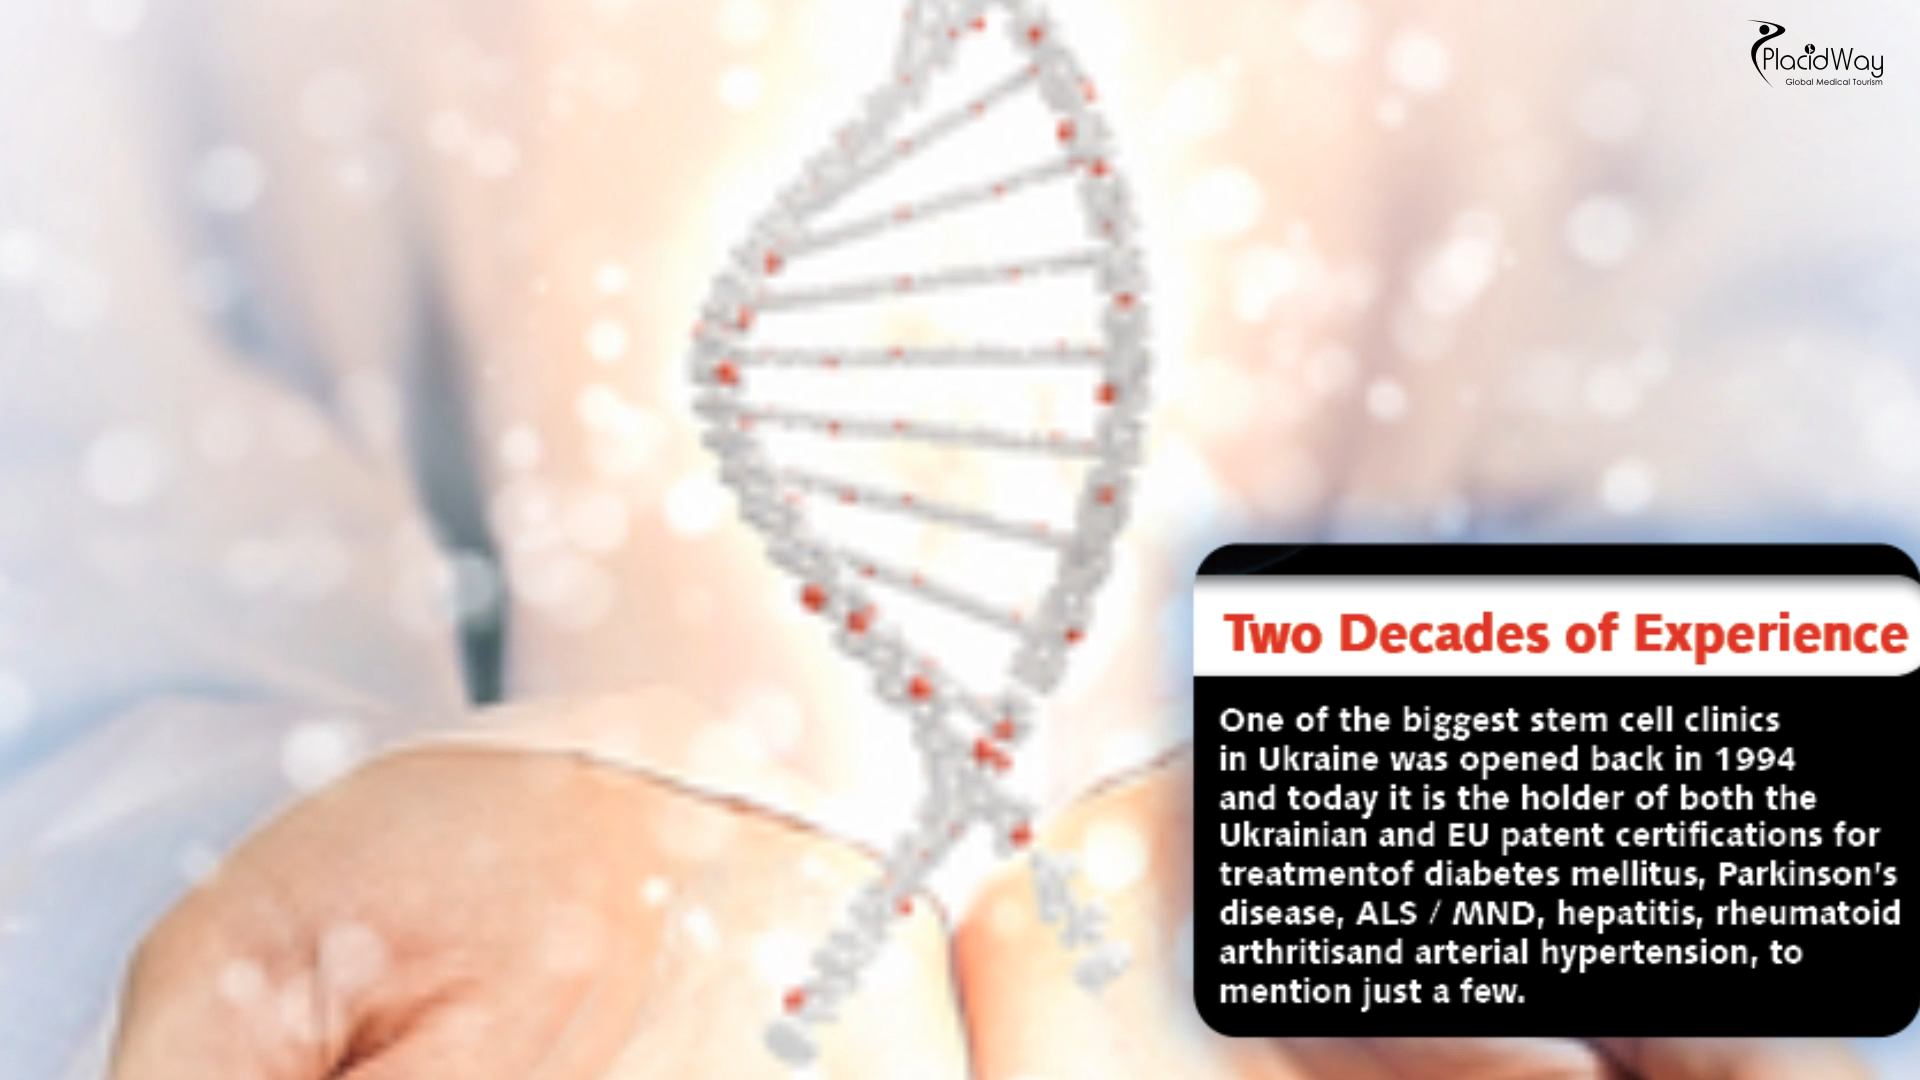 PlacidWay
Global Medical Tourism
Two Decades of Experience
One of the biggest stem cell clinics
in Ukraine was opened back in 1994
and today it is the holder of both the
Ukrainian and EU patent certifications for
treatmentof diabetes mellitus, Parkinson's
disease, ALS / MND, hepatitis, rheumatoid
arthritisand arterial hypertension, to
mention just a few.